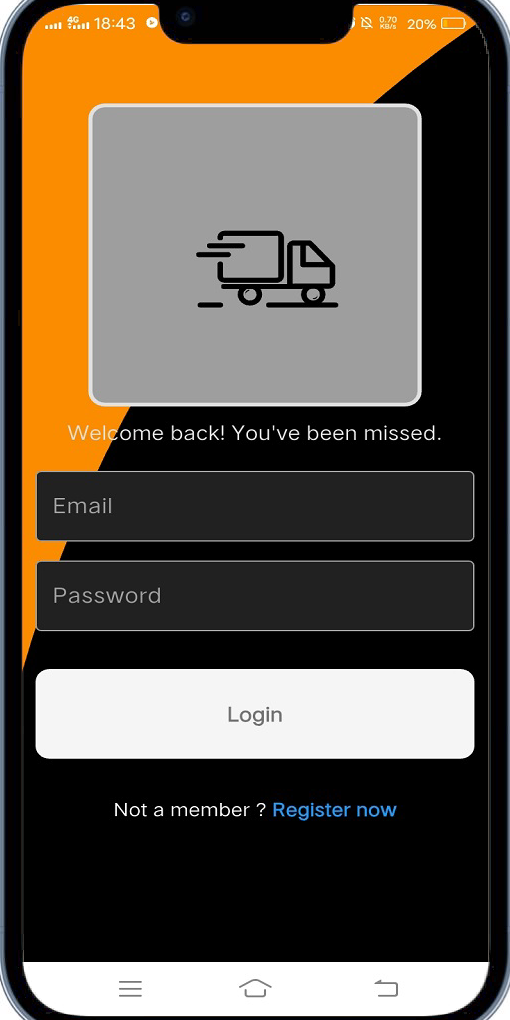 4G 18:43 0.70 KB/s 20%
Welcome back! You've been missed.
Email
Password
Login
Not a member ? Register now